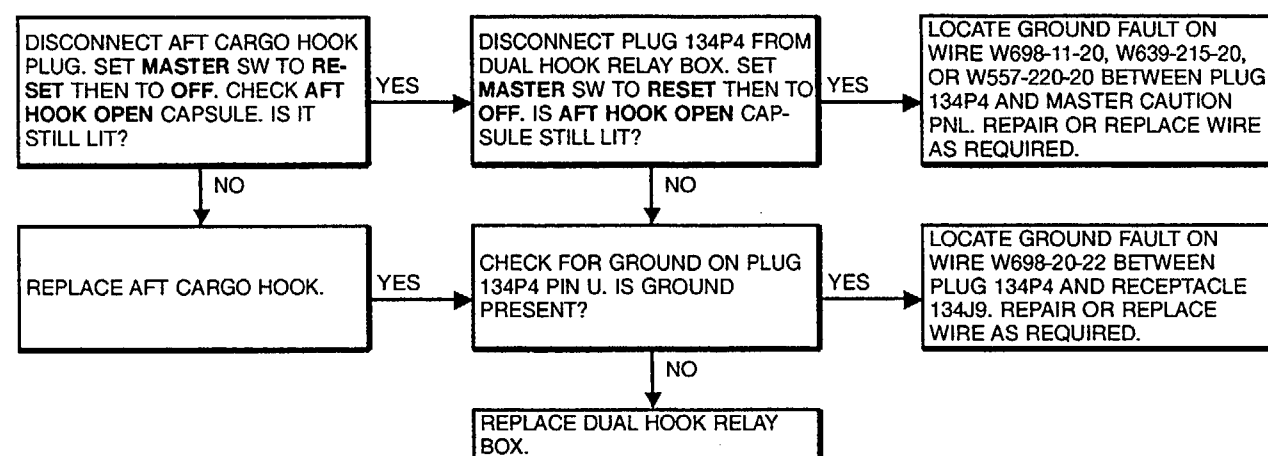 DISCONNECT AFT CARGO HOOK
PLUG. SET MASTER SW TO RE-
SET THEN TO OFF. CHECK AFT
HOOK OPEN CAPSULE. IS IT
STILL LIT?
YES
DISCONNECT PLUG 134P4 FROM
DUAL HOOK RELAY BOX. SET
MASTER SW TO RESET THEN TO
OFF. IS AFT HOOK OPEN CAP-
SULE STILL LIT?
YES
LOCATE GROUND FAULT ON
WIRE W698-11-20, W639-215-20,
OR W557-220-20 BETWEEN PLUG
134P4 AND MASTER CAUTION
PNL. REPAIR OR REPLACE WIRE
AS REQUIRED.
NO
NO
REPLACE AFT CARGO HOOK.
YES
CHECK FOR GROUND ON PLUG
134P4 PIN U. IS GROUND
PRESENT?
YES
LOCATE GROUND FAULT ON
WIRE W698-20-22 BETWEEN
PLUG 134P4 AND RECEPTACLE
134J9. REPAIR OR REPLACE
WIRE AS REQUIRED.
NO
REPLACE DUAL HOOK RELAY
BOX.